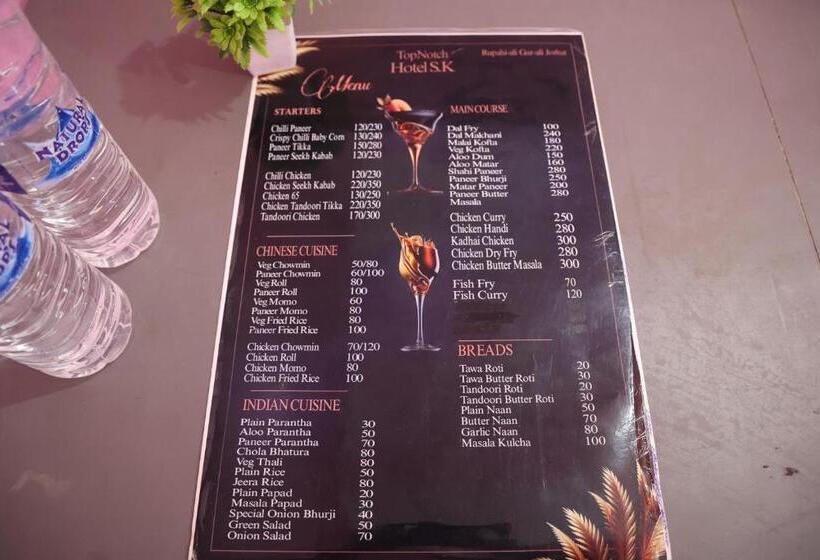 TopNotch
Hotel S.K
Rupahi-ali Gar-ali Jorhat
Menu
STARTERS
Chilli Paneer 120/230
Crispy Chilli Baby Corn 130/240
Paneer Tikka 150/280
Paneer Seekh Kabab 120/230
Chilli Chicken 120/230
Chicken Seekh Kabab 220/350
Chicken 65 130/250
Chicken Tandoori Tikka 220/350
Tandoori Chicken 170/300
CHINESE CUISINE
Veg Chowmin 50/80
Paneer Chowmin 60/100
Veg Roll 80
Paneer Roll 100
Veg Momo 60
Paneer Momo 80
Veg Fried Rice 80
Paneer Fried Rice 100
Chicken Chowmin 70/120
Chicken Roll 100
Chicken Momo 80
Chicken Fried Rice 100
INDIAN CUISINE
Plain Parantha 30
Aloo Parantha 50
Paneer Parantha 70
Chola Bhatura 80
Veg Thali 80
Plain Rice 50
Jeera Rice 80
Plain Papad 20
Masala Papad 30
Special Onion Bhurji 40
Green Salad 50
Onion Salad 70
MAIN COURSE
Dal Fry 100
Dal Makhani 240
Malai Kofta 180
Veg Kofta 220
Aloo Dum 150
Aloo Matar 160
Shahi Paneer 280
Paneer Bhurji 250
Matar Paneer 200
Paneer Butter 280
Masala
Chicken Curry 250
Chicken Handi 280
Kadhai Chicken 300
Chicken Dry Fry 280
Chicken Butter Masala 300
Fish Fry 70
Fish Curry 120
BREADS
Tawa Roti 20
Tawa Butter Roti 30
Tandoori Roti 20
Tandoori Butter Roti 30
Plain Naan 50
Butter Naan 70
Garlic Naan 80
Masala Kulcha 100
NATURAL
DROP